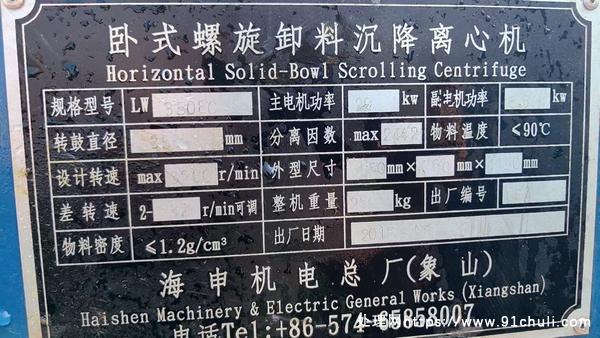 卧式螺旋卸料沉降离心机
Horizontal Solid-Bowl Scrolling Centrifuge
规格型号 LW 主电机功率 kw 副电机功率 kw
转鼓直径 mm 分离因数 max 物料温度 ≤90℃
设计转速 max r/min 外型尺寸 mm× mm× mm
差转速 2- r/min可调 整机重量 kg 出厂编号
物料密度 ≤1.2g/cm³ 出厂日期
海申机电总厂(象山)
Haishen Machinery & Electric General Works (Xiangshan)
电话Tel:+86-574-65858007
处理网https://www.91chuli.com/